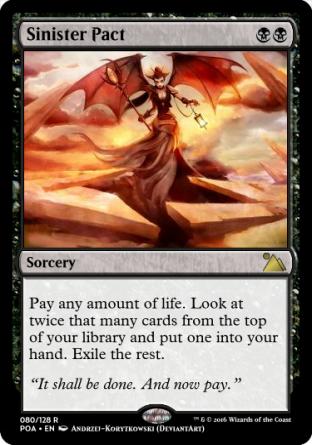 Sinister Pact
Sorcery
Pay any amount of life. Look at
twice that many cards from the top
of your library and put one into your
hand. Exile the rest.
“It shall be done. And now pay.”
080/128 R
POA • EN Andrzej-Korytkowski (DeviantArt)
™ & © 2016 Wizards of the Coast